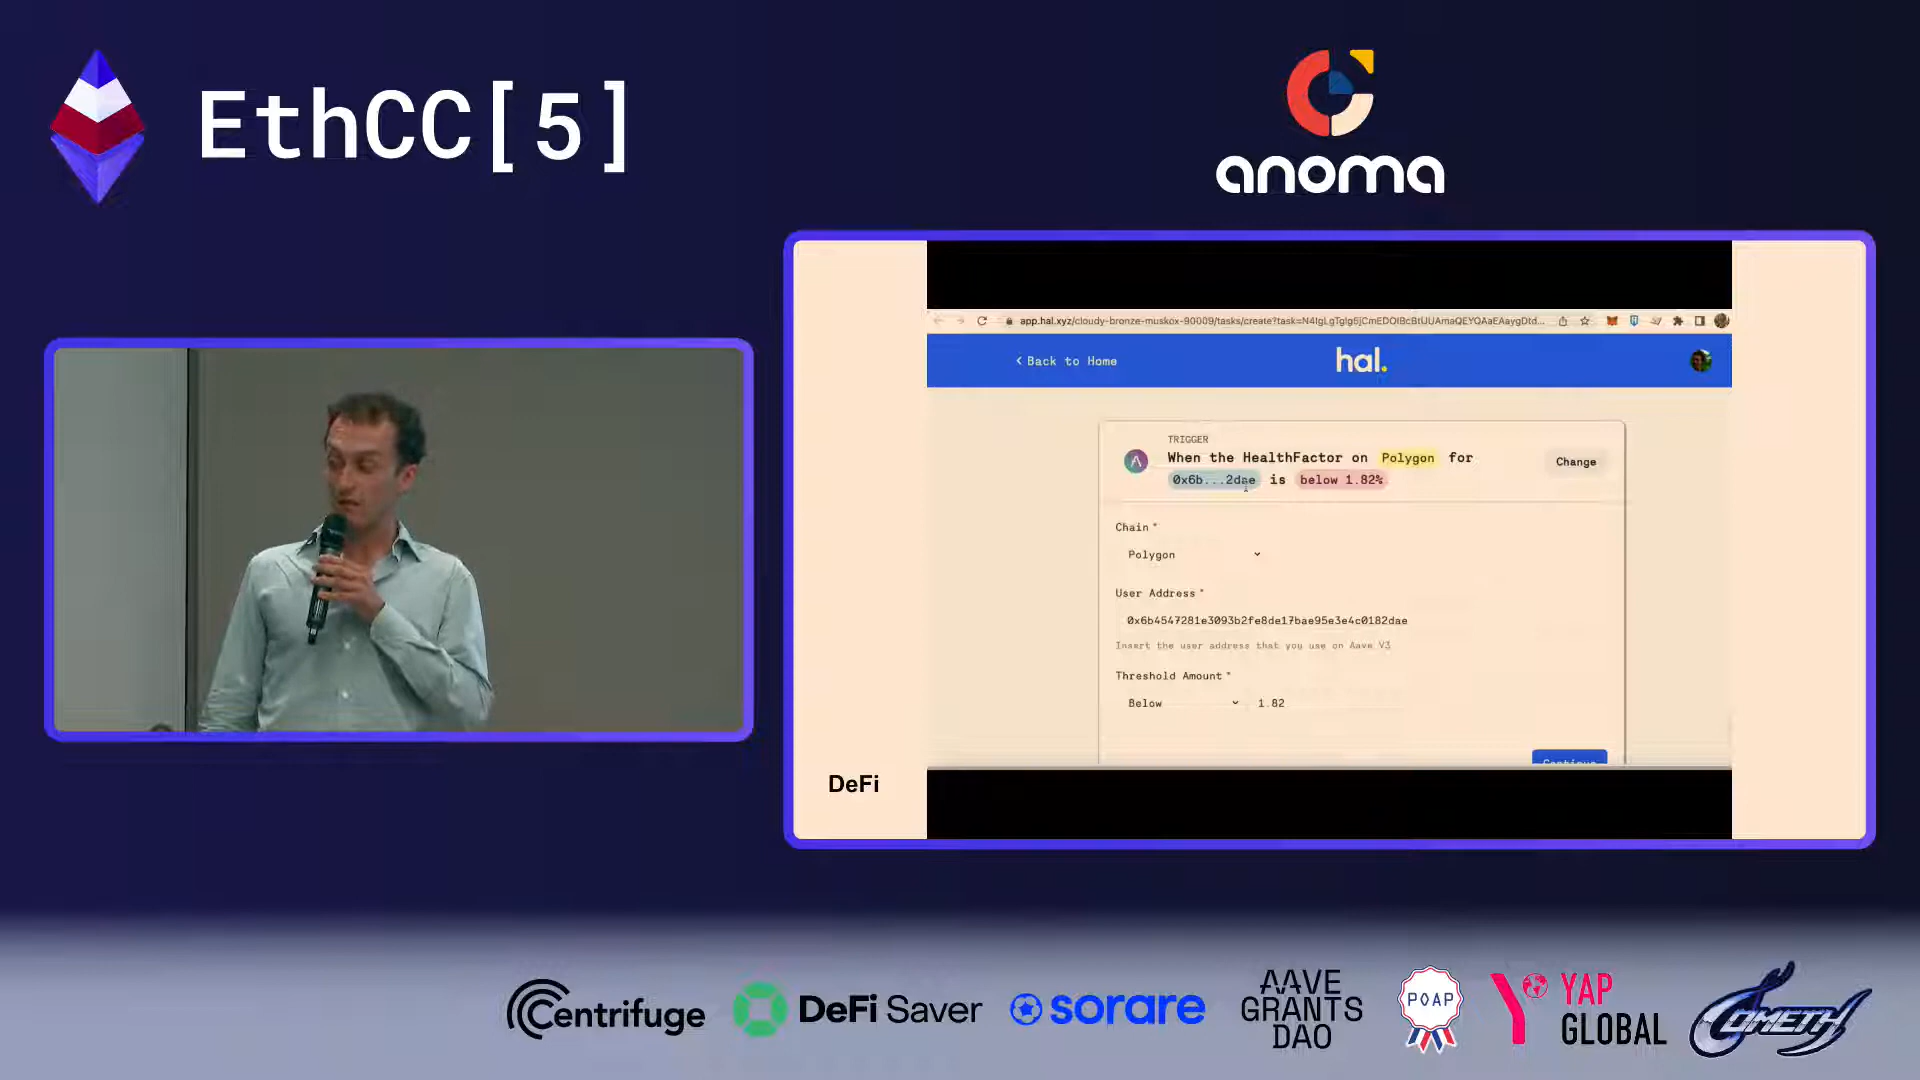 EthCC[5]
anoma
app.hal.xyz/cloudy-bronze-muskox-90009/tasks/create?task=
< Back to Home
hal.
TRIGGER
When the HealthFactor on Polygon for
0x6b...2dae is below 1.82%
Change
Chain *
Polygon
User Address *
0x6b4547281e3093b2fe8de17bae95e3e4c0182dae
Insert the user address that you use on Aave V3
Threshold Amount *
Below 1.82
Continue
DeFi
Centrifuge
DeFi Saver
sorare
AAVE
GRANTS
DAO
POAP
YAP
GLOBAL
COMETH